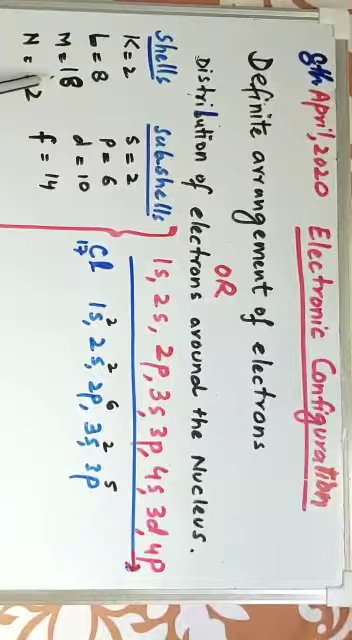 8th April, 2020 Electronic Configuration
Definite arrangement of electrons
OR
Distribution of electrons around the Nucleus.
Shells Subshells 1s, 2s, 2p, 3s, 3p, 4s, 3d, 4p
K=2 s = 2
L=8 p = 6
M=18 d = 10
N= 2 f = 14
₁₇Cl 1s², 2s², 2p⁶, 3s², 3p⁵